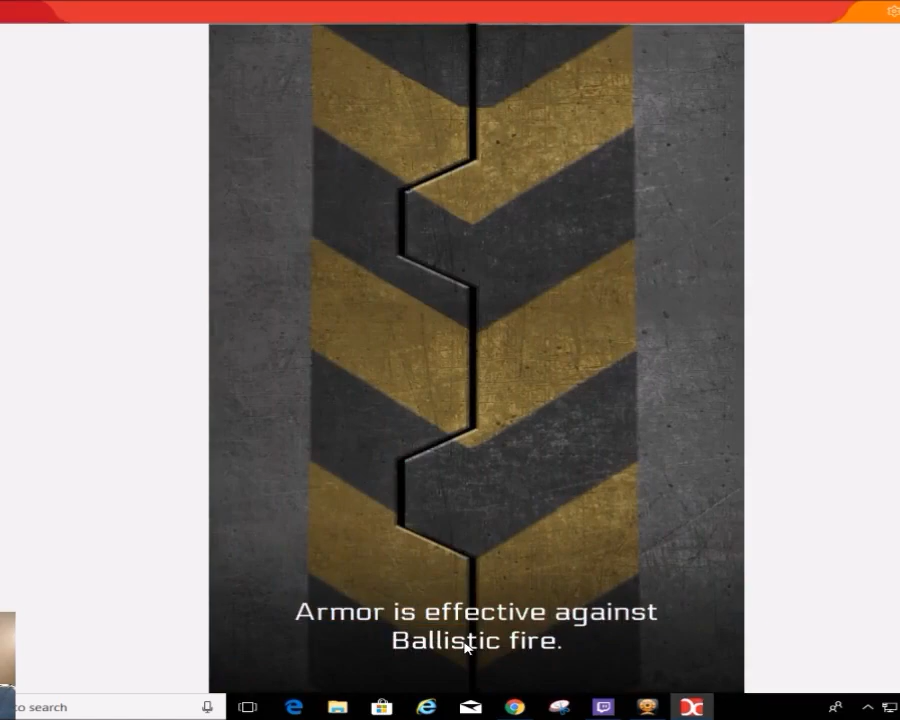 Armor is effective against
Ballistic fire.
to search